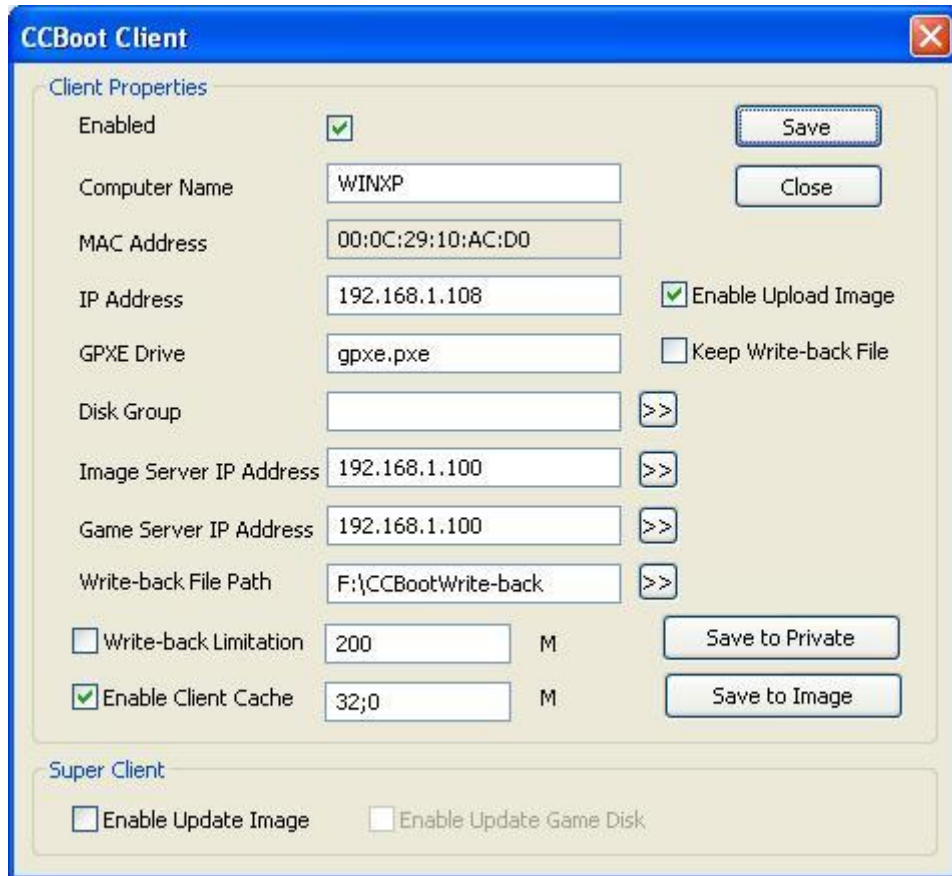 CCBoot Client
Client Properties
Enabled
Save
Computer Name WINXP
Close
MAC Address 00:0C:29:10:AC:D0
IP Address 192.168.1.108 Enable Upload Image
GPXE Drive gpxe.pxe Keep Write-back File
Disk Group >>
Image Server IP Address 192.168.1.100 >>
Game Server IP Address 192.168.1.100 >>
Write-back File Path F:\CCBootWrite-back >>
Write-back Limitation 200 M Save to Private
Enable Client Cache 32;0 M Save to Image
Super Client
Enable Update Image Enable Update Game Disk